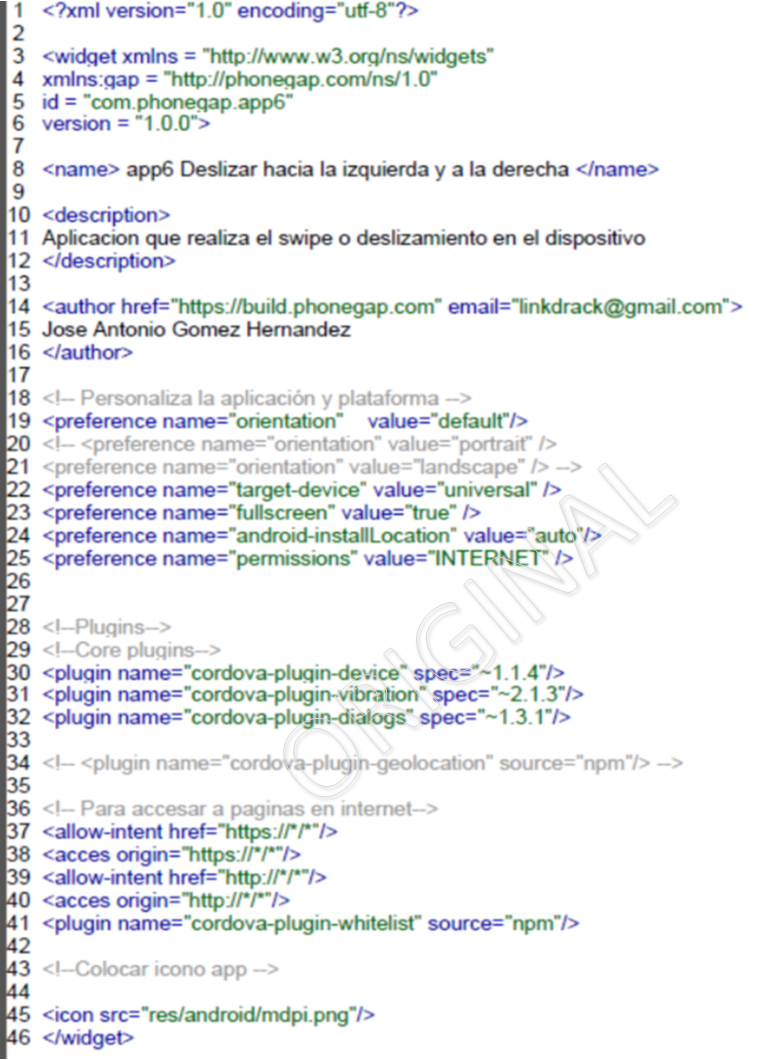 1 <?xml version="1.0" encoding="utf-8"?>
2
3 <widget xmlns = "http://www.w3.org/ns/widgets"
4 xmlns:gap = "http://phonegap.com/ns/1.0"
5 id = "com.phonegap.app6"
6 version = "1.0.0">
7
8 <name> app6 Deslizar hacia la izquierda y a la derecha </name>
9
10 <description>
11 Aplicacion que realiza el swipe o deslizamiento en el dispositivo
12 </description>
13
14 <author href="https://build.phonegap.com" email="linkdrack@gmail.com">
15 Jose Antonio Gomez Hernandez
16 </author>
17
18 <!-- Personaliza la aplicación y plataforma -->
19 <preference name="orientation" value="default"/>
20 <!-- <preference name="orientation" value="portrait" />
21 <preference name="orientation" value="landscape" /> -->
22 <preference name="target-device" value="universal" />
23 <preference name="fullscreen" value="true" />
24 <preference name="android-installLocation" value="auto"/>
25 <preference name="permissions" value="INTERNET" />
26
27
28 <!--Plugins-->
29 <!--Core plugins-->
30 <plugin name="cordova-plugin-device" spec="~1.1.4"/>
31 <plugin name="cordova-plugin-vibration" spec="~2.1.3"/>
32 <plugin name="cordova-plugin-dialogs" spec="~1.3.1"/>
33
34 <!-- <plugin name="cordova-plugin-geolocation" source="npm"/> -->
35
36 <!-- Para accesar a paginas en internet-->
37 <allow-intent href="https://*/*"/>
38 <acces origin="https://*/*"/>
39 <allow-intent href="http://*/*"/>
40 <acces origin="http://*/*"/>
41 <plugin name="cordova-plugin-whitelist" source="npm"/>
42
43 <!--Colocar icono app -->
44
45 <icon src="res/android/mdpi.png"/>
46 </widget>
ORIGINAL